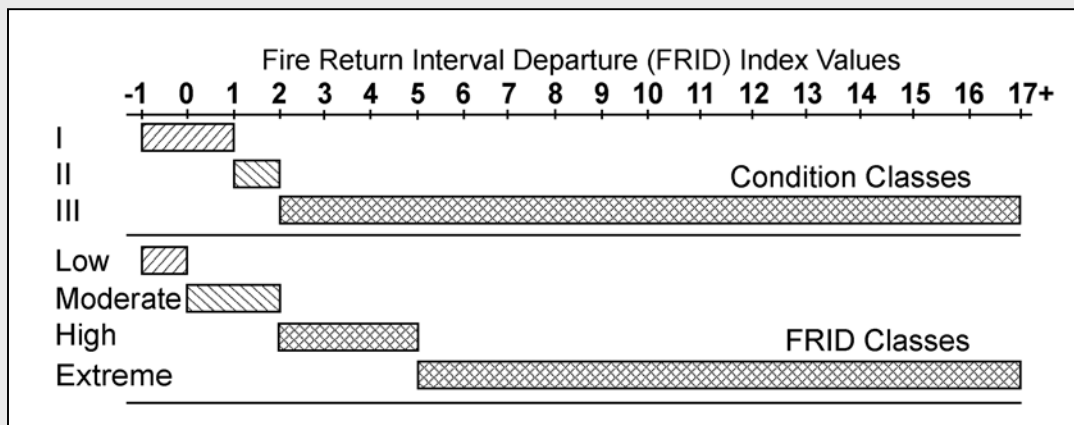 Fire Return Interval Departure (FRID) Index Values
-1 0 1 2 3 4 5 6 7 8 9 10 11 12 13 14 15 16 17+
I
II Condition Classes
III
Low
Moderate
High FRID Classes
Extreme